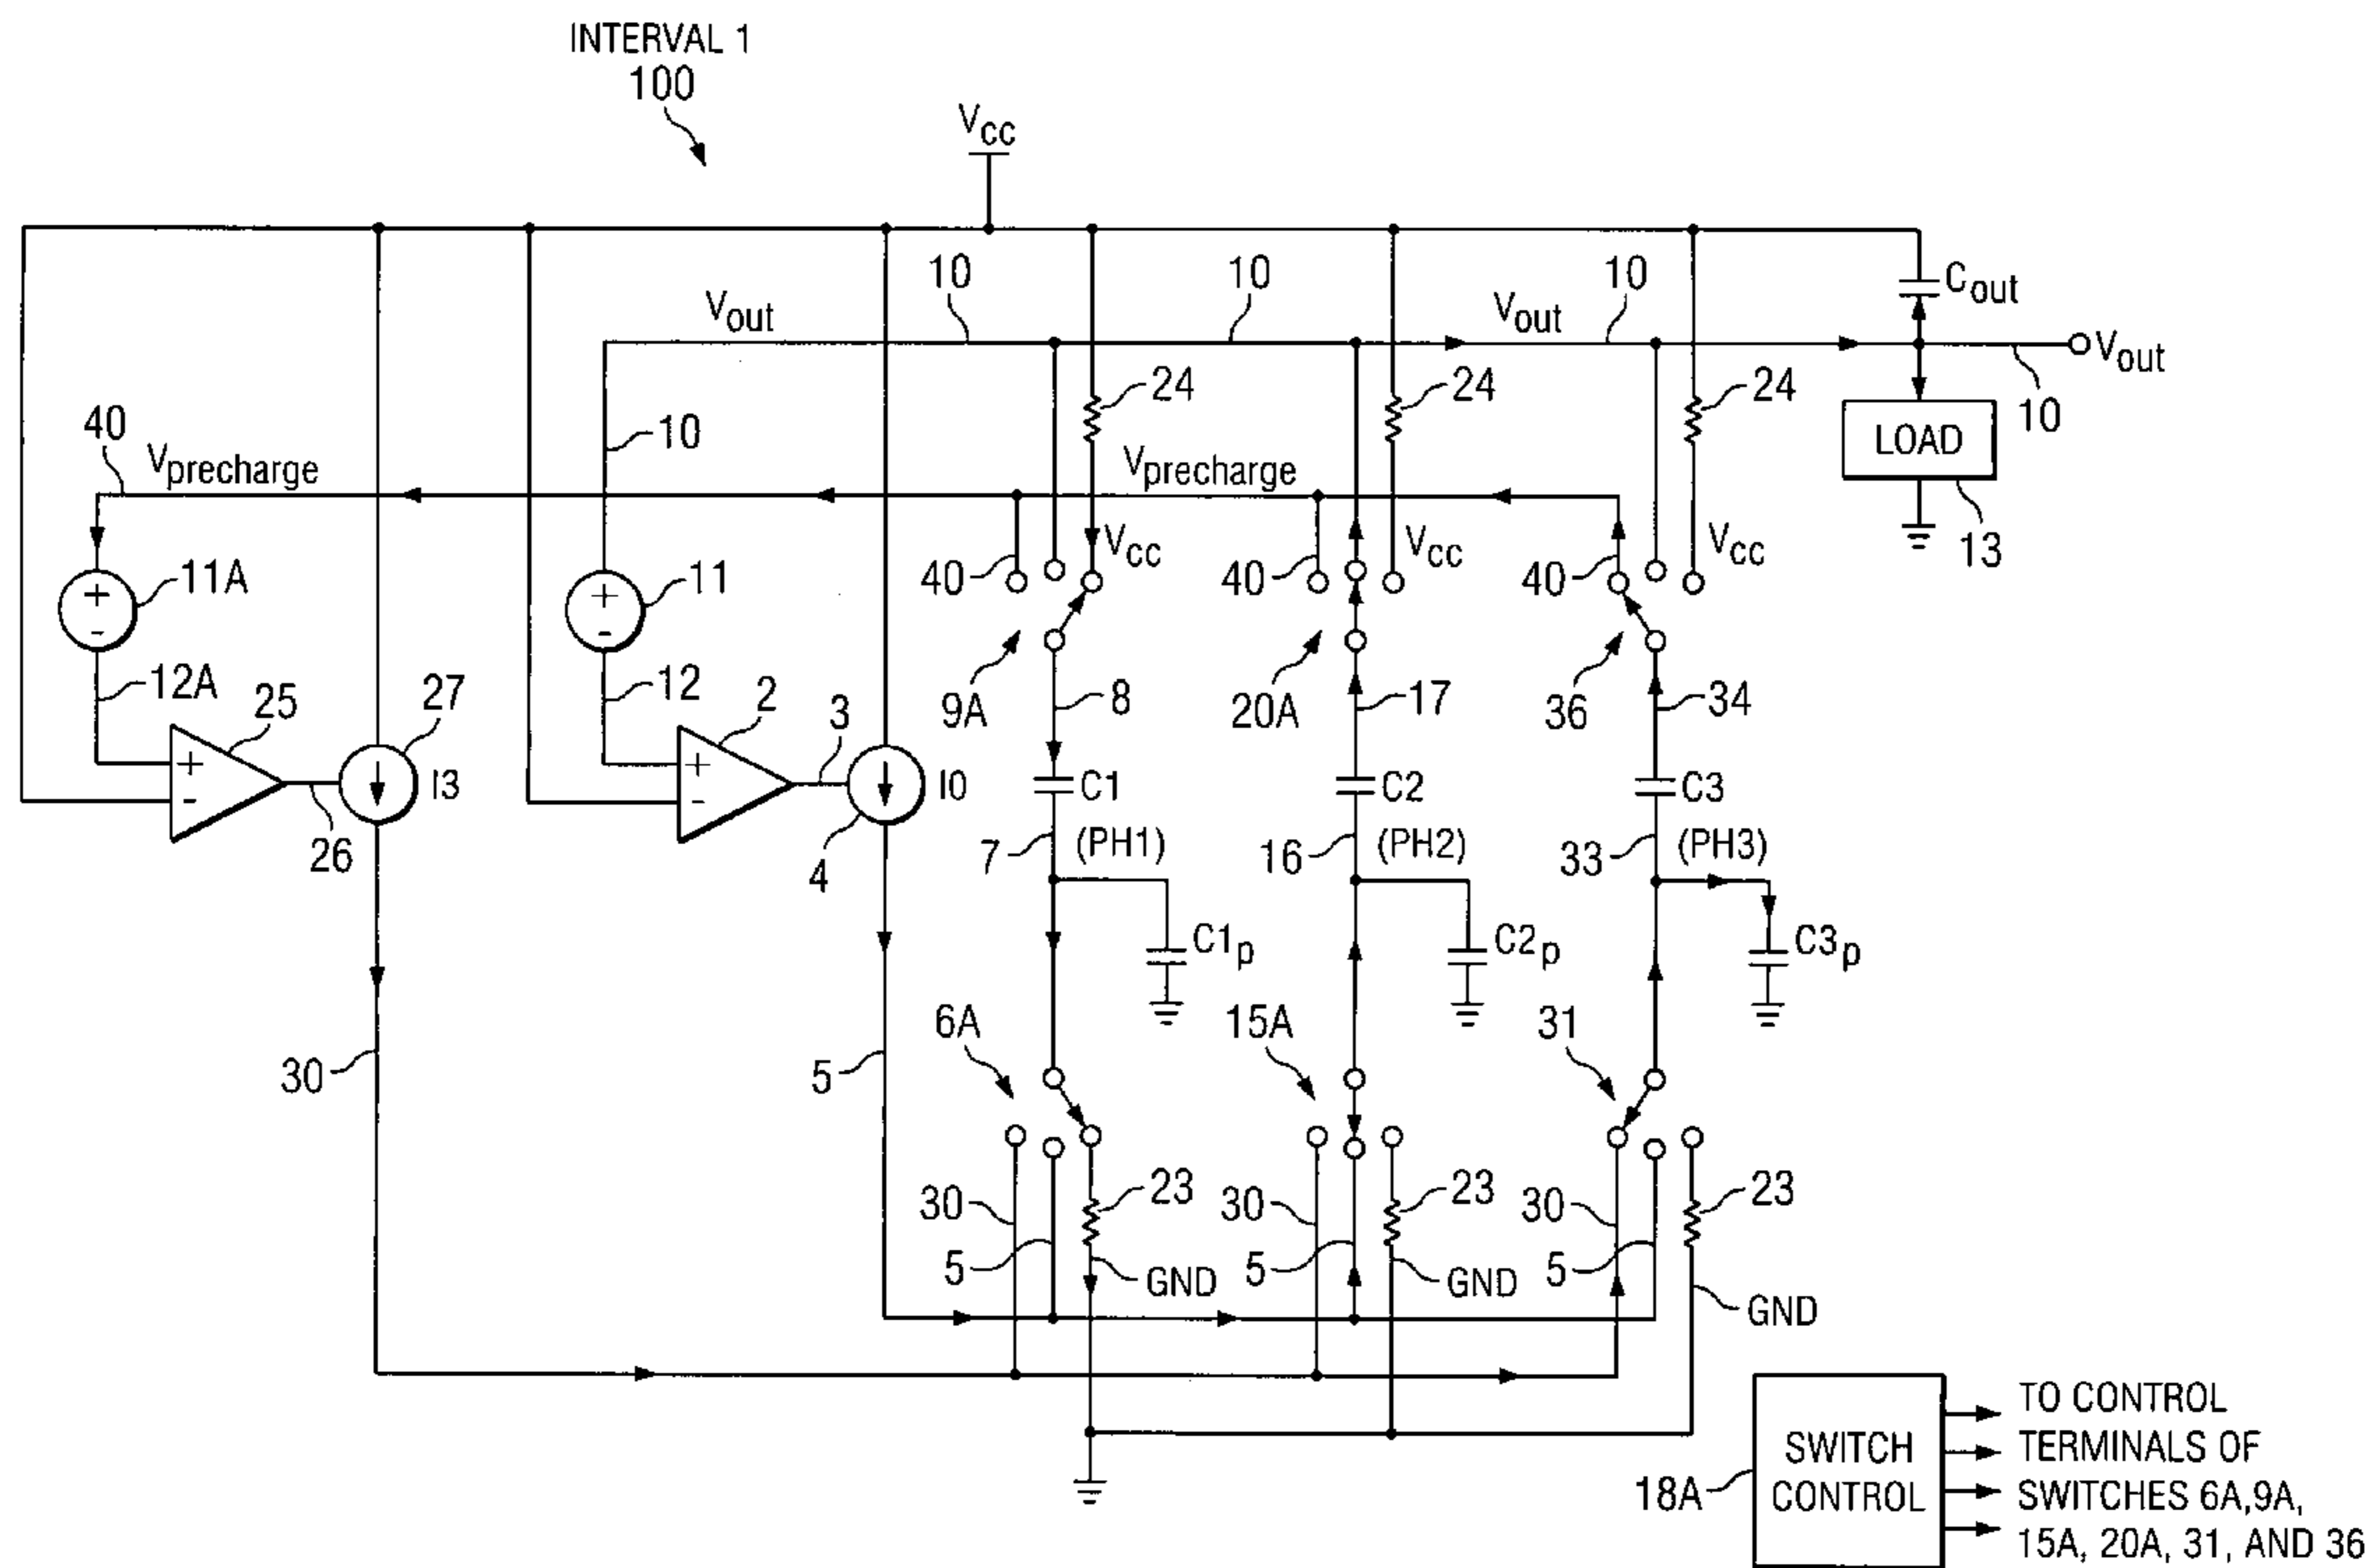 INTERVAL 1
100
Vcc
10
10
10
Cout
Vout
Vout
Vout
24
24
24
10
LOAD
13
40
Vprecharge
10
Vprecharge
Vcc
Vcc
Vcc
11A
+
-
11
+
-
40
40
40
12A
12
9A
8
20A
17
36
34
25
27
2
3
+
-
I3
+
-
I0
C1
C2
C3
26
4
7
(PH1)
16
(PH2)
33
(PH3)
C1p
C2p
C3p
6A
15A
31
30
5
30
23
30
23
30
23
5
GND
5
GND
5
GND
18A
SWITCH
CONTROL
TO CONTROL
TERMINALS OF
SWITCHES 6A,9A,
15A, 20A, 31, AND 36